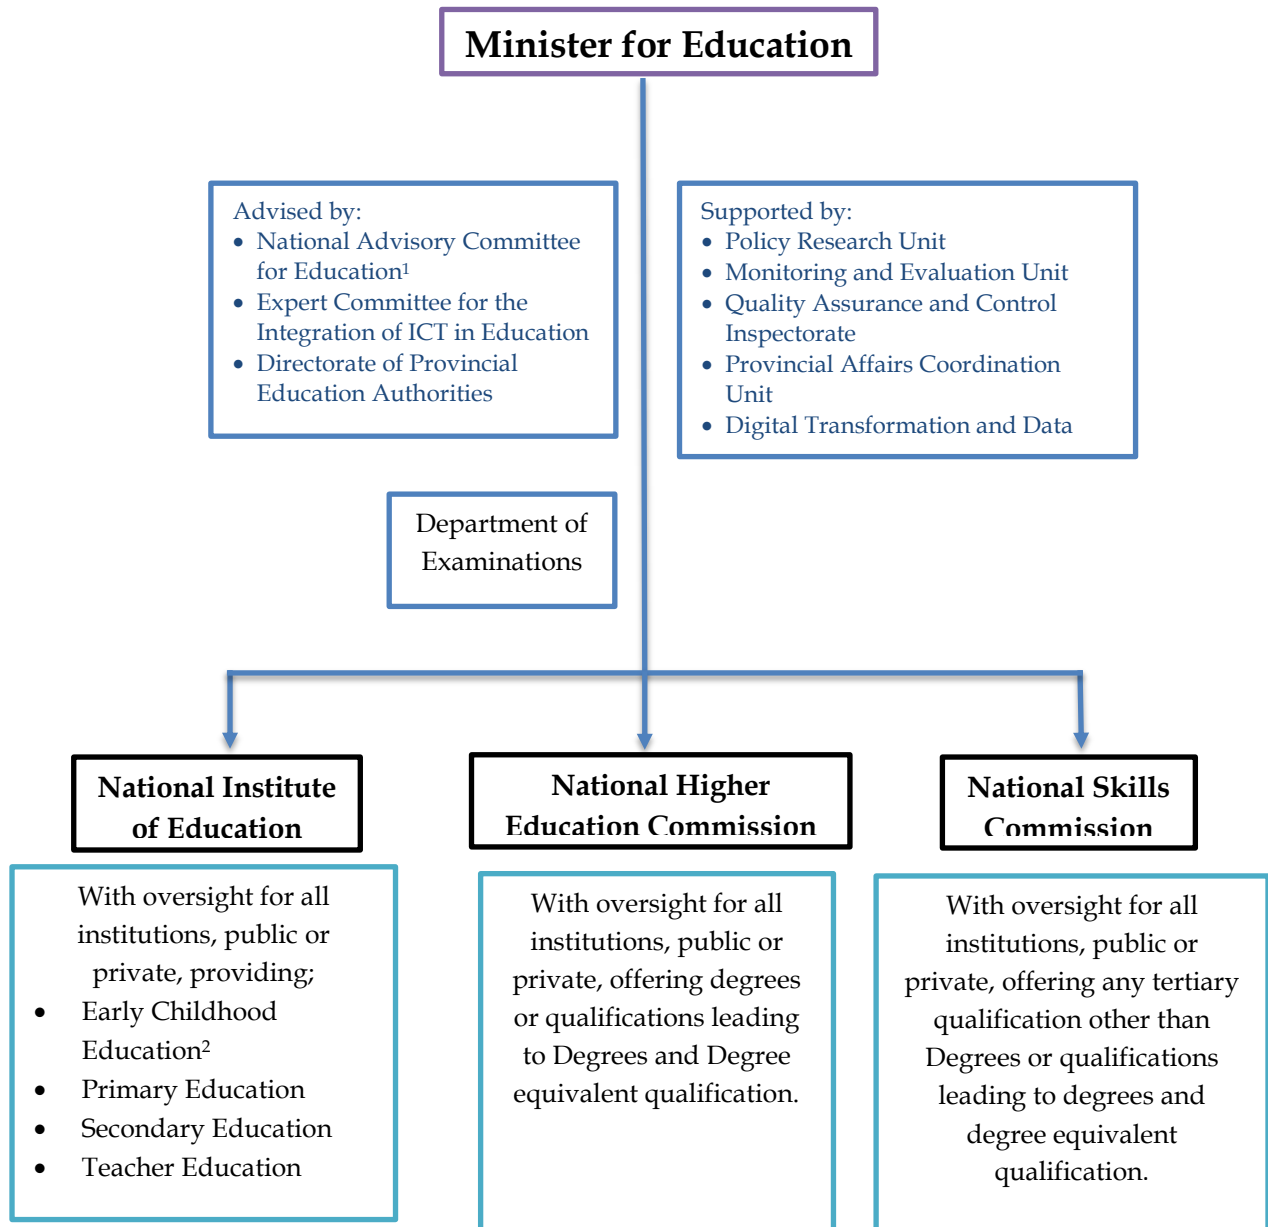 Minister for Education
Advised by:
• National Advisory Committee
for Education¹
• Expert Committee for the
Integration of ICT in Education
• Directorate of Provincial
Education Authorities
Supported by:
• Policy Research Unit
• Monitoring and Evaluation Unit
• Quality Assurance and Control
Inspectorate
• Provincial Affairs Coordination
Unit
• Digital Transformation and Data
Department of
Examinations
National Institute
of Education
With oversight for all
institutions, public or
private, providing;
• Early Childhood
Education²
• Primary Education
• Secondary Education
• Teacher Education
National Higher
Education Commission
With oversight for all
institutions, public or
private, offering degrees
or qualifications leading
to Degrees and Degree
equivalent qualification.
National Skills
Commission
With oversight for all
institutions, public or
private, offering any tertiary
qualification other than
Degrees or qualifications
leading to degrees and
degree equivalent
qualification.